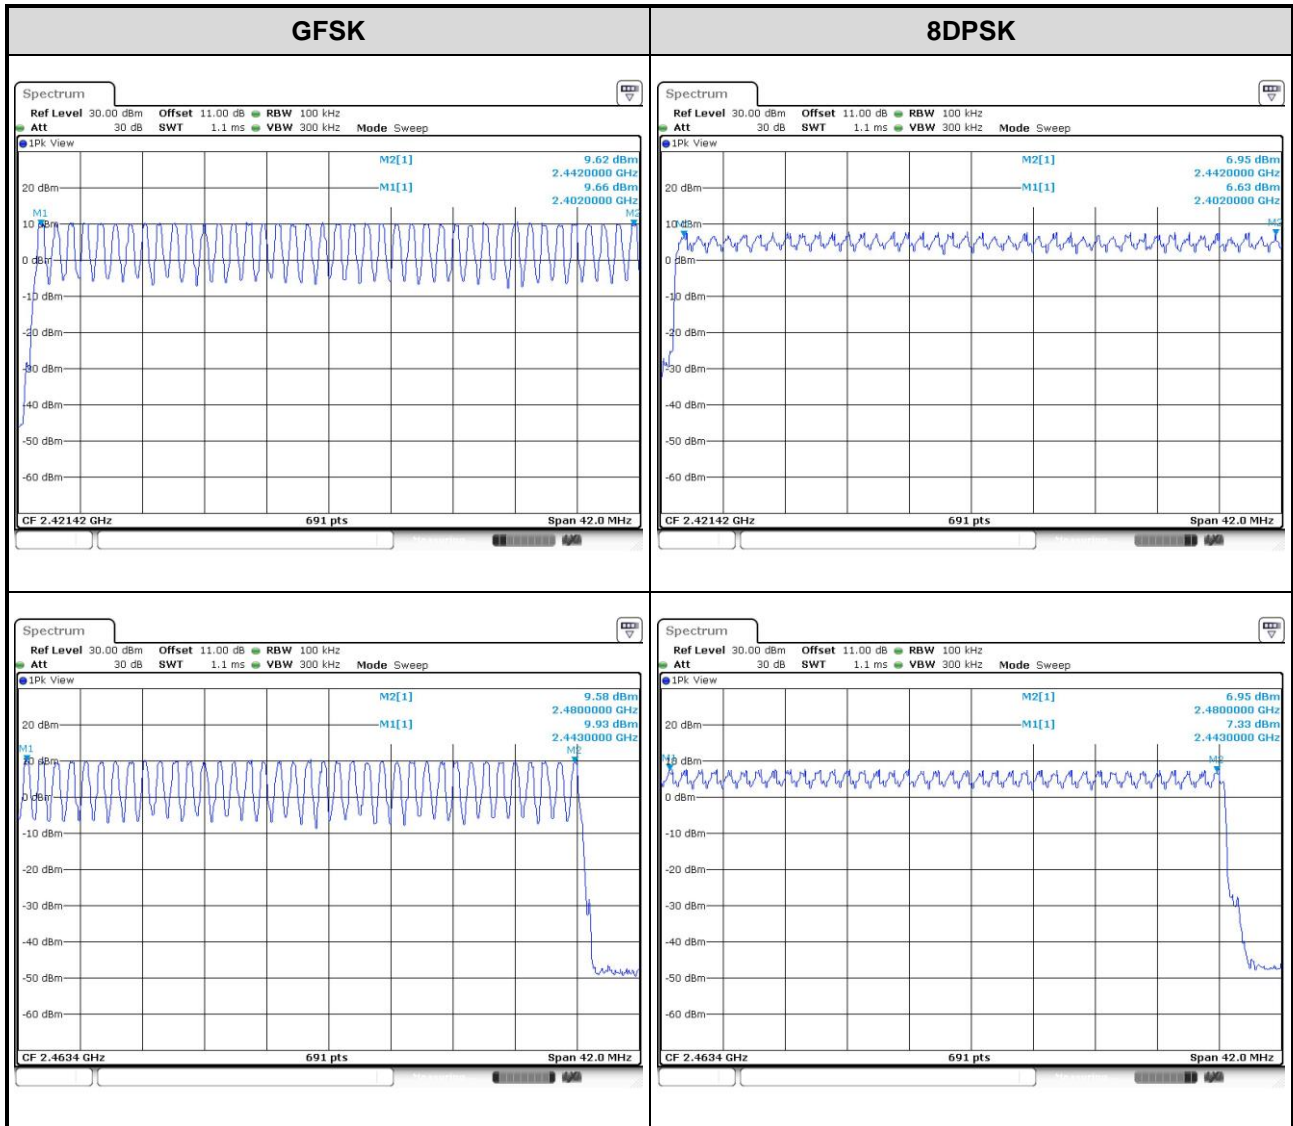 GFSK
8DPSK
Spectrum
Ref Level 30.00 dBm Offset 11.00 dB RBW 100 kHz
Att 30 dB SWT 1.1 ms VBW 300 kHz Mode Sweep
1Pk View
M2[1] 9.62 dBm
2.4420000 GHz
20 dBm M1[1] 9.66 dBm
2.4020000 GHz
M1 M2
10 dBm
0 dBm
-10 dBm
-20 dBm
-30 dBm
-40 dBm
-50 dBm
-60 dBm
CF 2.42142 GHz 691 pts Span 42.0 MHz
Spectrum
Ref Level 30.00 dBm Offset 11.00 dB RBW 100 kHz
Att 30 dB SWT 1.1 ms VBW 300 kHz Mode Sweep
1Pk View
M2[1] 6.95 dBm
2.4420000 GHz
20 dBm M1[1] 6.63 dBm
2.4020000 GHz
M2
10 dBm
0 dBm
-10 dBm
-20 dBm
-30 dBm
-40 dBm
-50 dBm
-60 dBm
CF 2.42142 GHz 691 pts Span 42.0 MHz
Spectrum
Ref Level 30.00 dBm Offset 11.00 dB RBW 100 kHz
Att 30 dB SWT 1.1 ms VBW 300 kHz Mode Sweep
1Pk View
M2[1] 9.58 dBm
2.4800000 GHz
20 dBm M1[1] 9.93 dBm
2.4430000 GHz
M1 M2
10 dBm
0 dBm
-10 dBm
-20 dBm
-30 dBm
-40 dBm
-50 dBm
-60 dBm
CF 2.4634 GHz 691 pts Span 42.0 MHz
Spectrum
Ref Level 30.00 dBm Offset 11.00 dB RBW 100 kHz
Att 30 dB SWT 1.1 ms VBW 300 kHz Mode Sweep
1Pk View
M2[1] 6.95 dBm
2.4800000 GHz
20 dBm M1[1] 7.33 dBm
2.4430000 GHz
M1 M2
10 dBm
0 dBm
-10 dBm
-20 dBm
-30 dBm
-40 dBm
-50 dBm
-60 dBm
CF 2.4634 GHz 691 pts Span 42.0 MHz